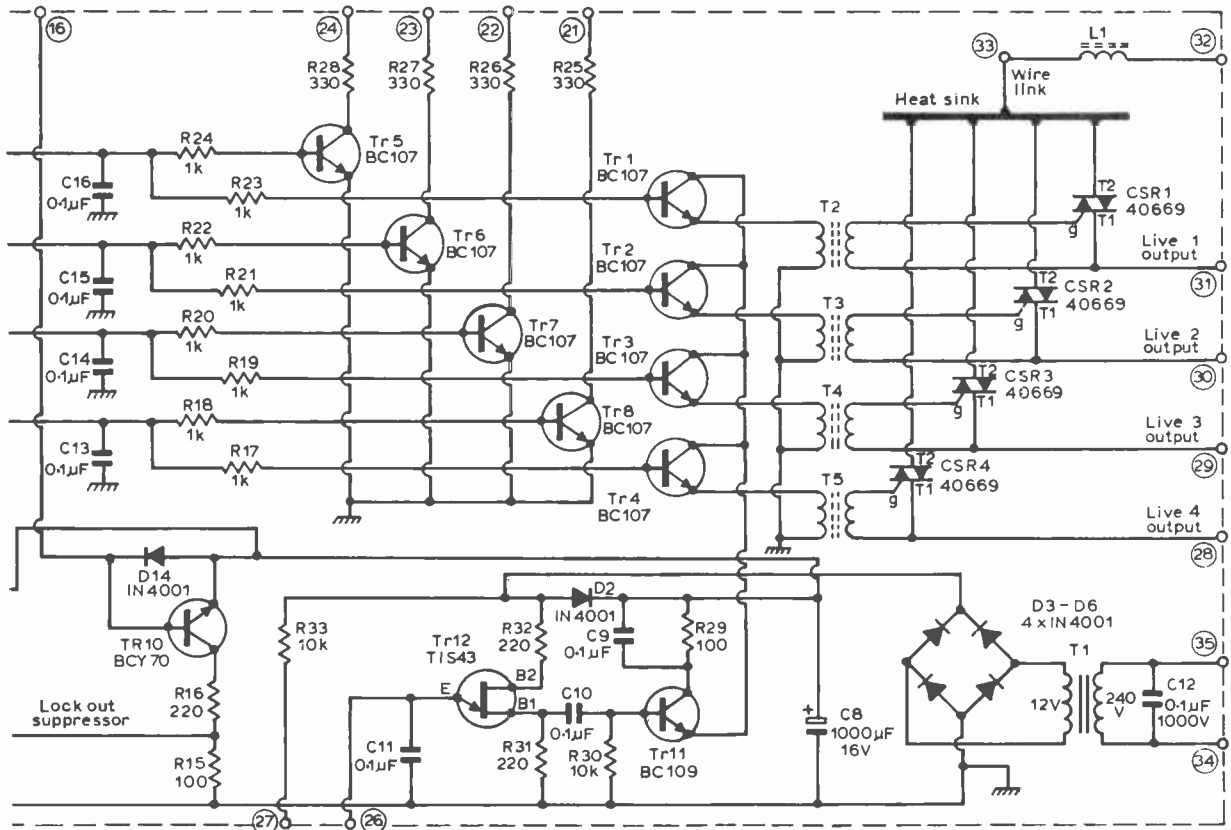 16
24
23
22
21
33
L1
32
R28
330
R27
330
R26
330
R25
330
Wire
link
Heat sink
R24
1k
Tr5
BC107
Tr1
BC107
C16
0·1µF
R23
1k
T2
T2
T1
g
CSR1
40669
R22
1k
Tr6
BC107
Tr2
BC107
Live 1
output
31
C15
0·1µF
R21
1k
T3
T2
T1
g
CSR2
40669
R20
1k
Tr7
BC107
Tr3
BC107
Live 2
output
30
C14
0·1µF
R19
1k
T4
T2
T1
g
CSR3
40669
R18
1k
Tr8
BC107
Live 3
output
29
C13
0·1µF
R17
1k
Tr4
BC107
T5
T2
T1
g
CSR4
40669
Live 4
output
28
D14
IN4001
TR10
BCY70
R16
220
Lock out
suppressor
R15
100
R33
10k
Tr12
TIS43
E
B2
B1
R32
220
D2
IN4001
C9
0·1µF
R29
100
C10
0·1µF
C11
0·1µF
R31
220
R30
10k
Tr11
BC109
+
C8
1000µF
16V
D3-D6
4 x IN4001
T1
12V
240
V
C12
0·1µF
1000V
35
34
27
26